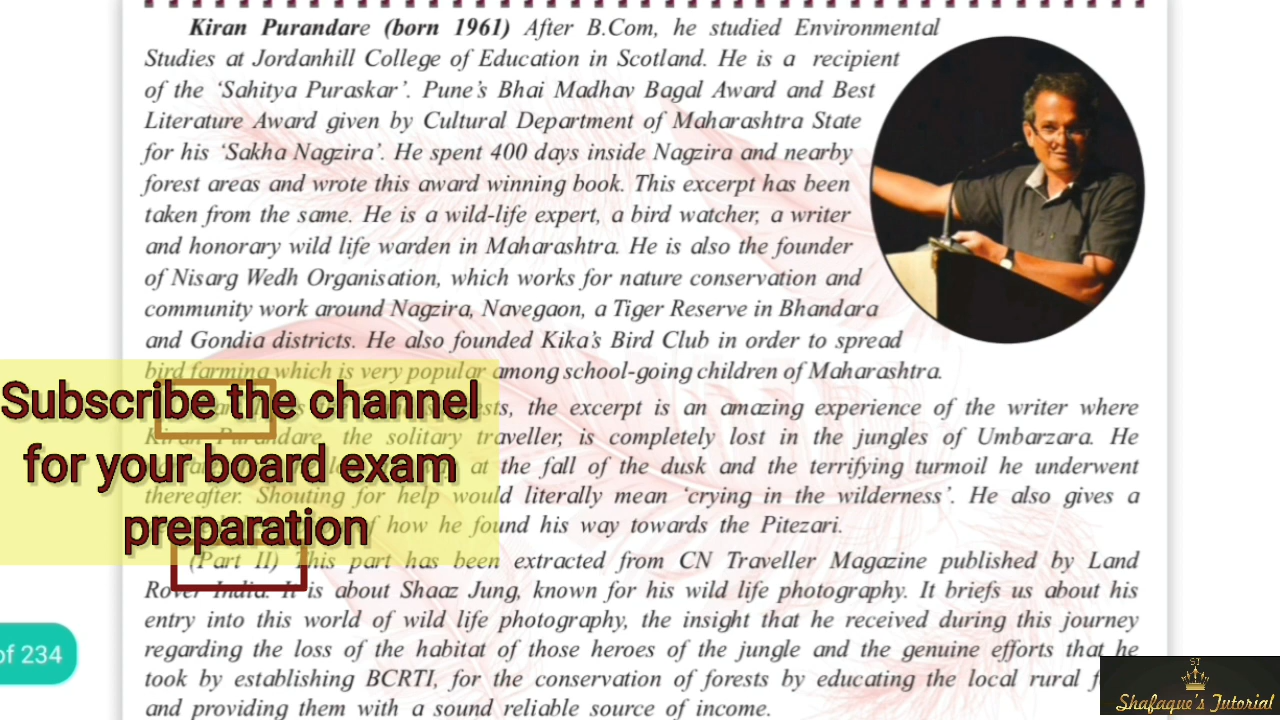 Kiran Purandare (born 1961) After B.Com, he studied Environmental
Studies at Jordanhill College of Education in Scotland. He is a recipient
of the ‘Sahitya Puraskar’. Pune’s Bhai Madhav Bagal Award and Best
Literature Award given by Cultural Department of Maharashtra State
for his ‘Sakha Nagzira’. He spent 400 days inside Nagzira and nearby
forest areas and wrote this award winning book. This excerpt has been
taken from the same. He is a wild-life expert, a bird watcher, a writer
and honorary wild life warden in Maharashtra. He is also the founder
of Nisarg Wedh Organisation, which works for nature conservation and
community work around Nagzira, Navegaon, a Tiger Reserve in Bhandara
and Gondia districts. He also founded Kika’s Bird Club in order to spread
bird farming which is very popular among school-going children of Maharashtra.
the excerpt is an amazing experience of the writer where
Kiran Purandare, the solitary traveller, is completely lost in the jungles of Umbarzara. He
at the fall of the dusk and the terrifying turmoil he underwent
thereafter. Shouting for help would literally mean ‘crying in the wilderness’. He also gives a
of how he found his way towards the Pitezari.
(Part II) This part has been extracted from CN Traveller Magazine published by Land
Rover India. It is about Shaaz Jung, known for his wild life photography. It briefs us about his
entry into this world of wild life photography, the insight that he received during this journey
regarding the loss of the habitat of those heroes of the jungle and the genuine efforts that he
took by establishing BCRTI, for the conservation of forests by educating the local rural
and providing them with a sound reliable source of income.
Subscribe the channel
for your board exam
preparation
of 234
ST
Shafaque's Tutorial